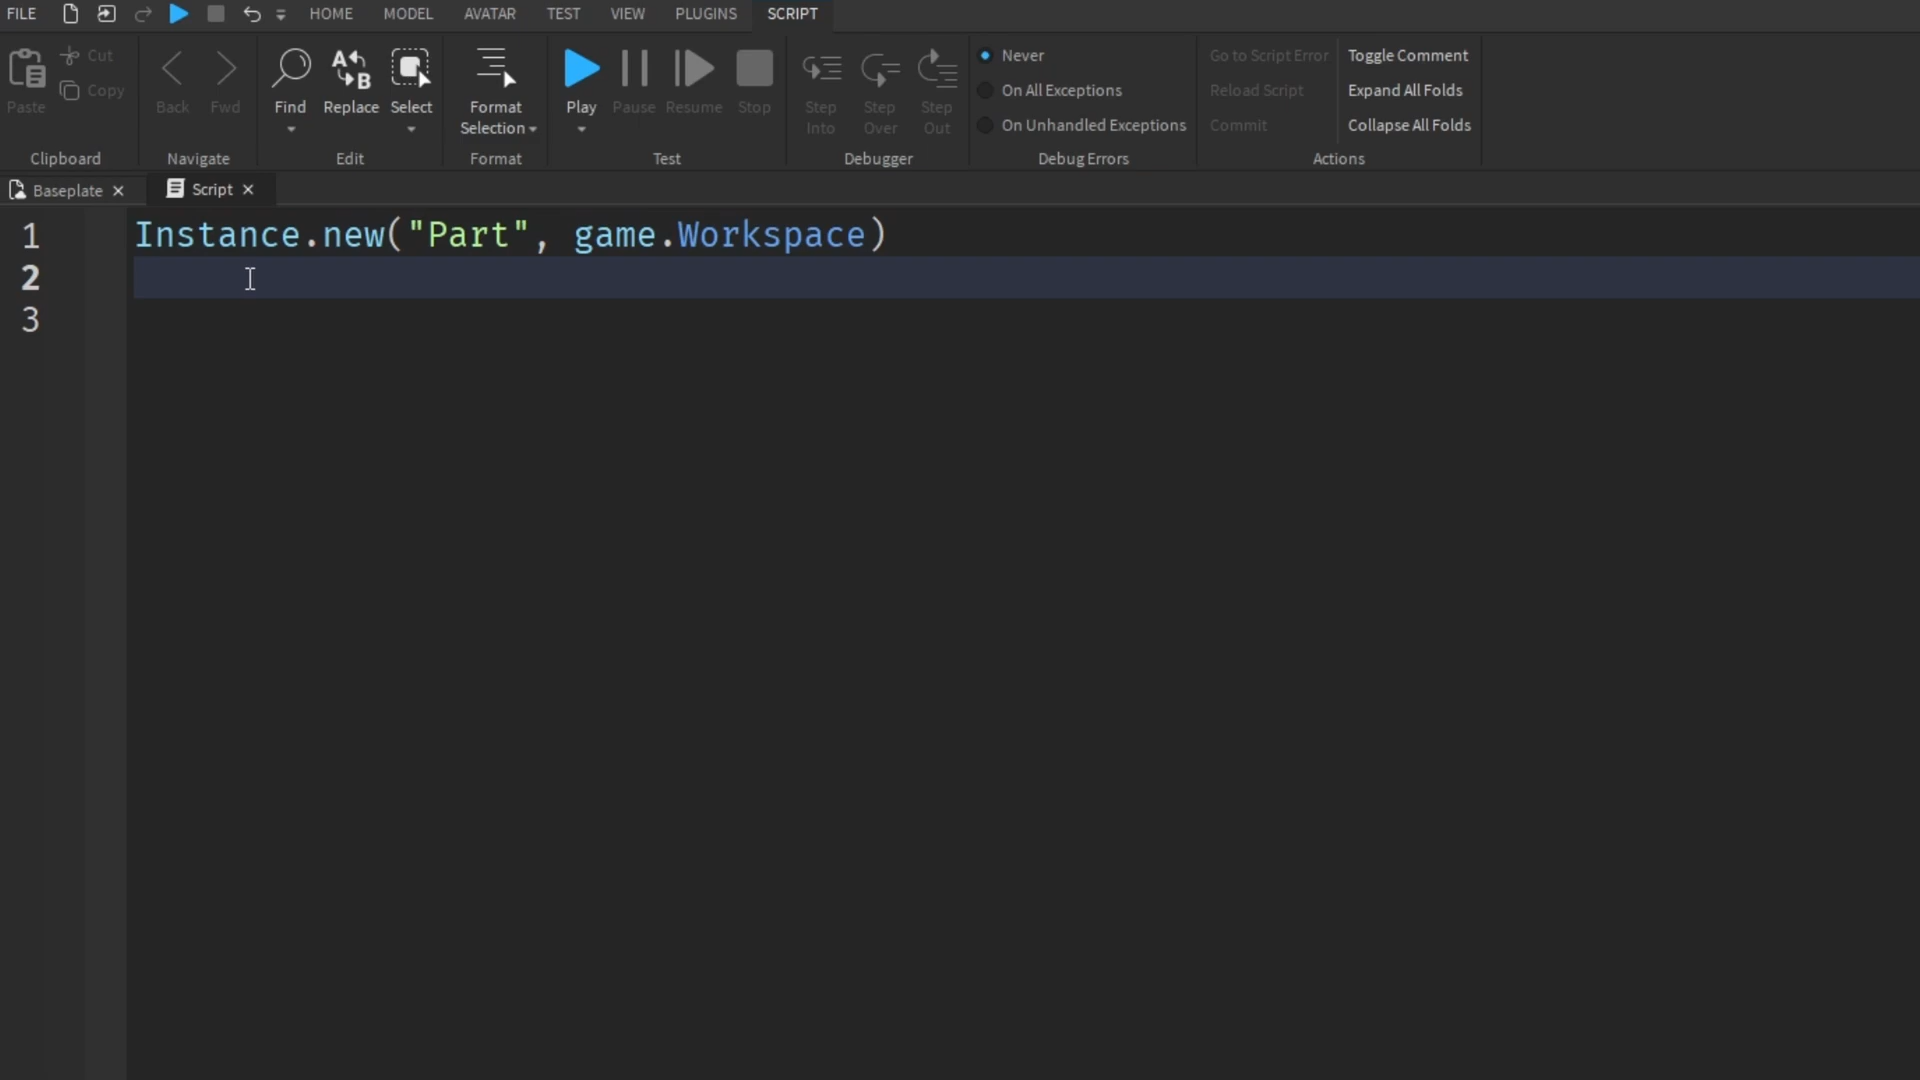 FILE HOME MODEL AVATAR TEST VIEW PLUGINS SCRIPT
Paste Cut Copy
Clipboard
Back Fwd
Navigate
Find Replace Select
Edit
Format Selection
Format
Play Pause Resume Stop
Test
Step Into Step Over Step Out
Debugger
Never
On All Exceptions
On Unhandled Exceptions
Debug Errors
Go to Script Error Toggle Comment
Reload Script Expand All Folds
Commit Collapse All Folds
Actions
Baseplate Script
1 Instance.new("Part", game.Workspace)
2
3